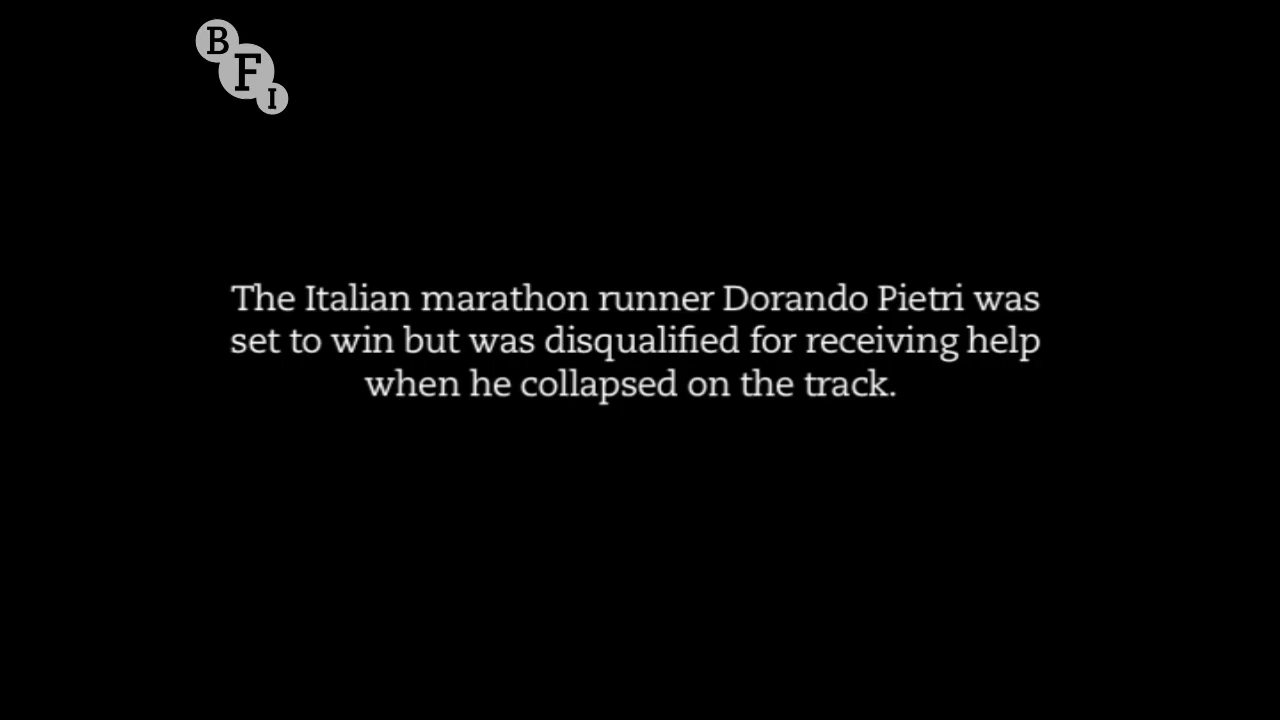 BFI
The Italian marathon runner Dorando Pietri was
set to win but was disqualified for receiving help
when he collapsed on the track.